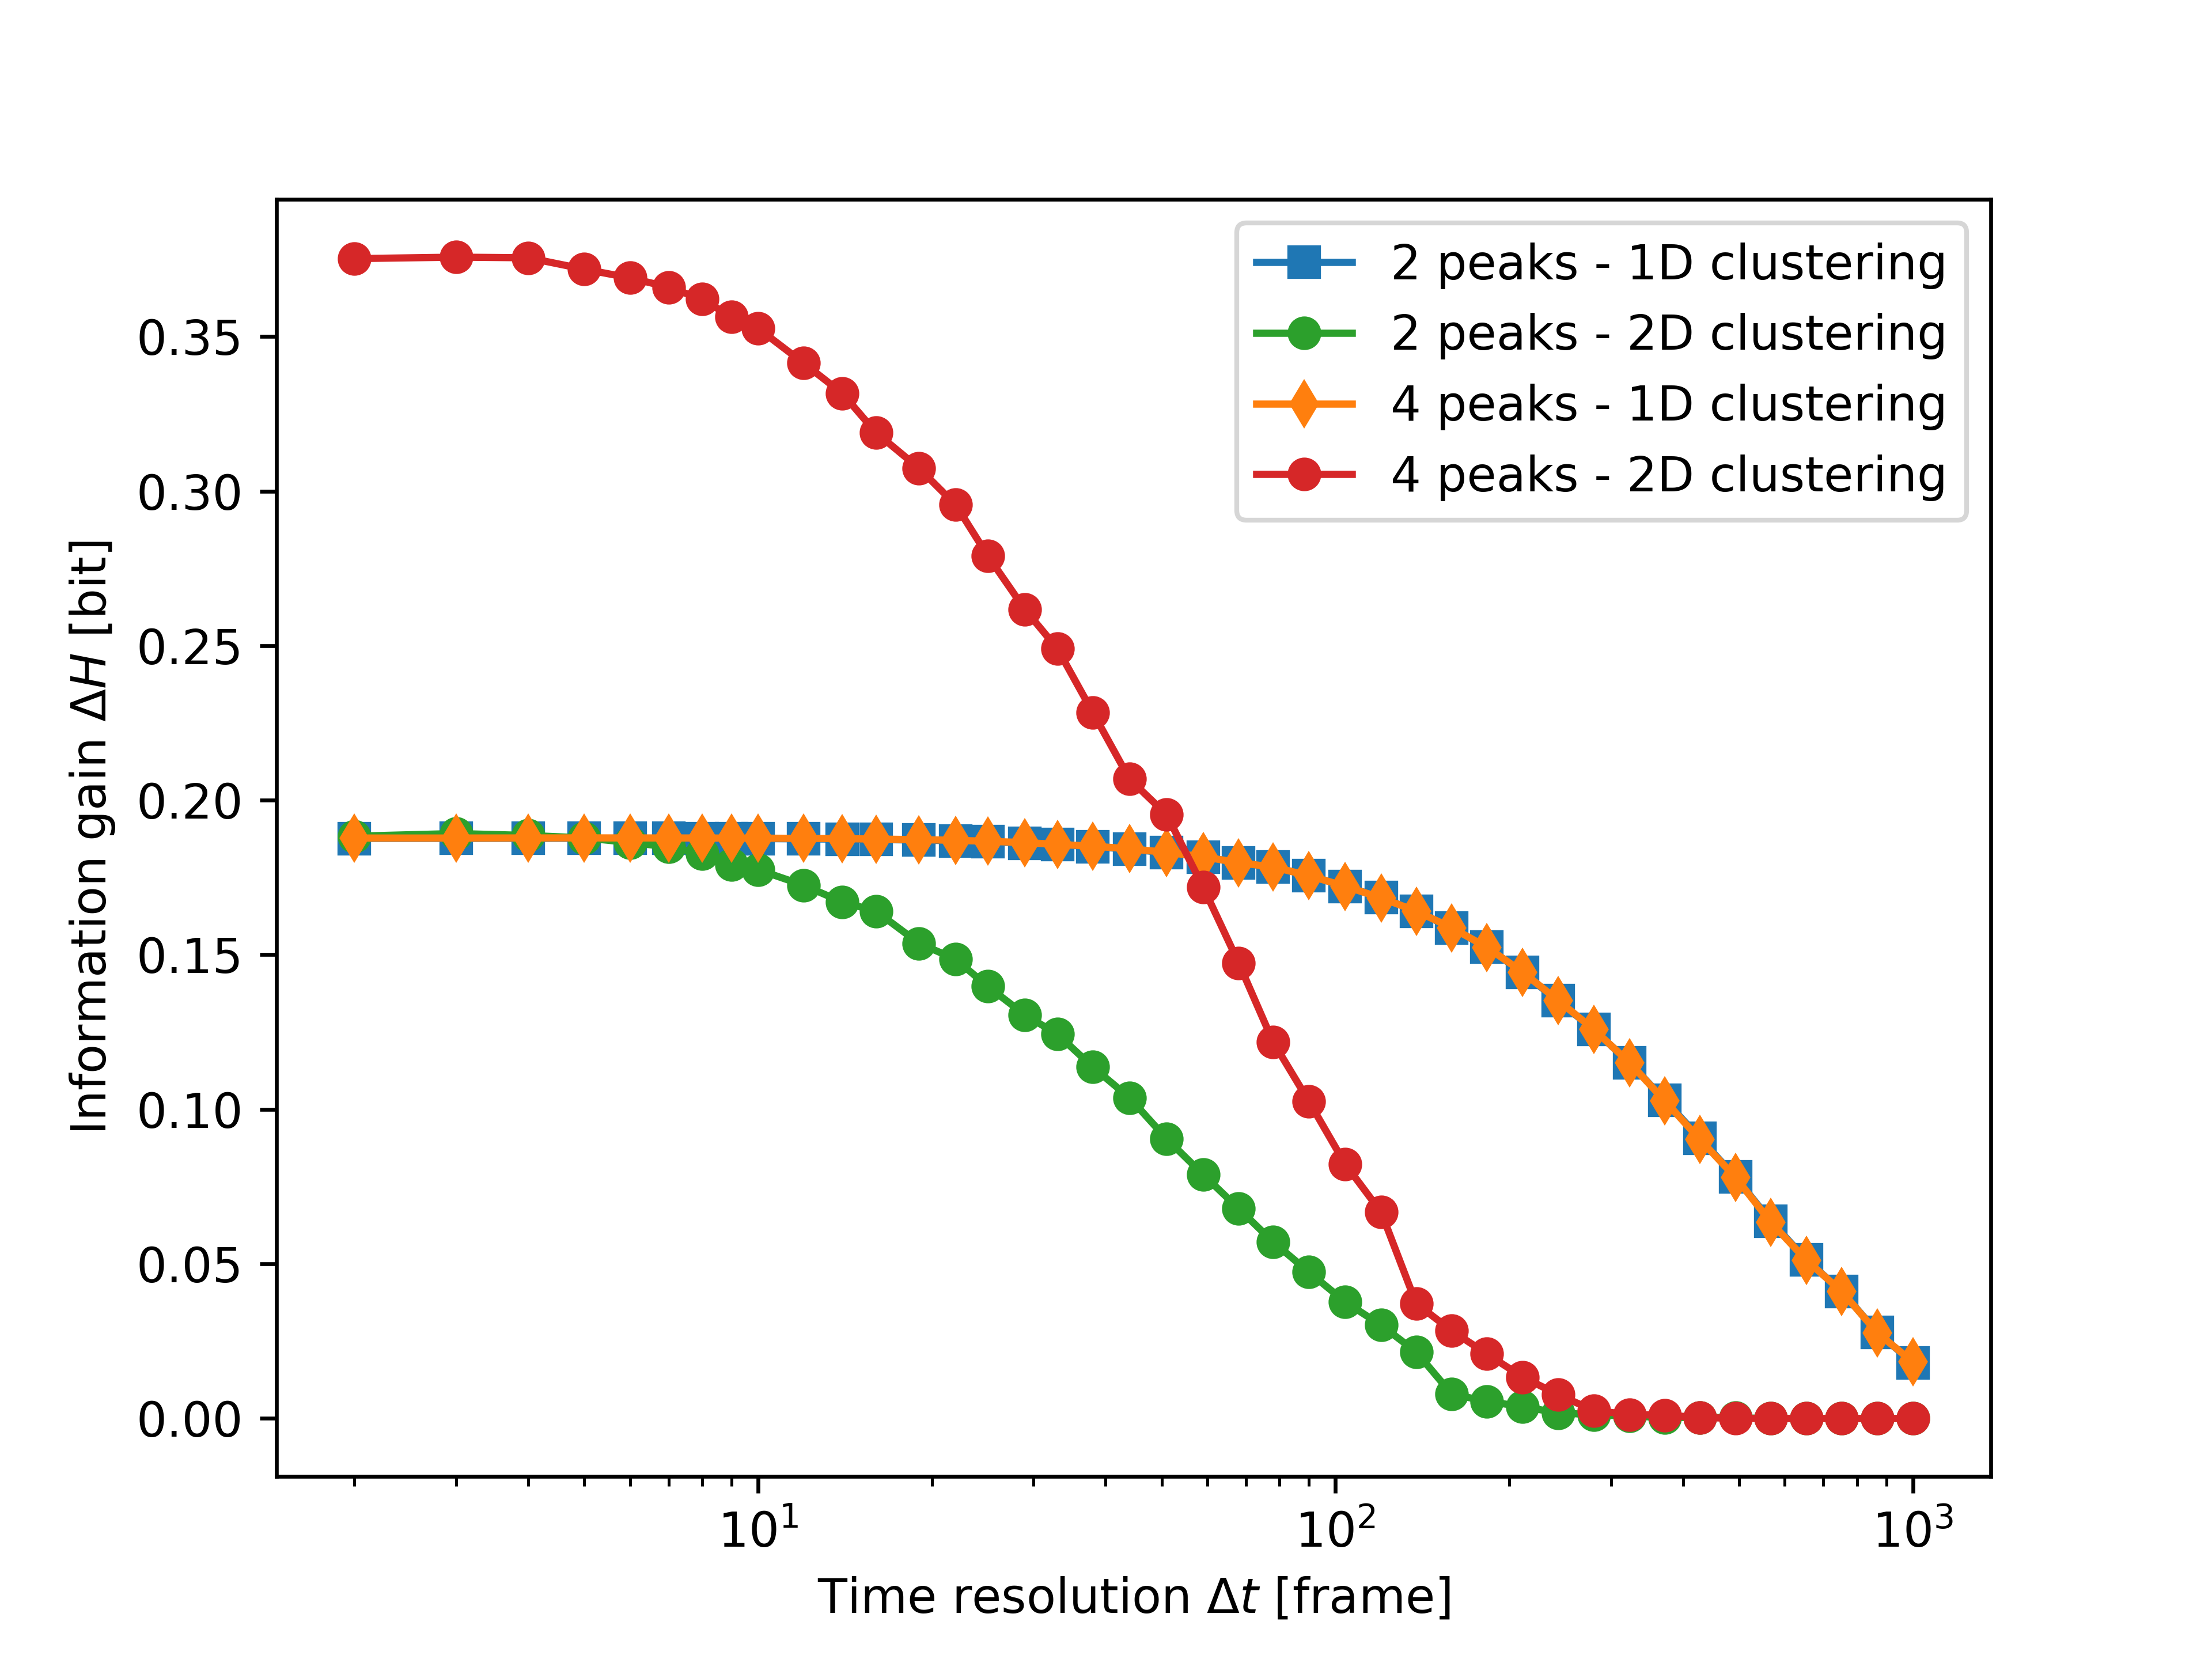 2 peaks - 1D clustering
2 peaks - 2D clustering
4 peaks - 1D clustering
4 peaks - 2D clustering
Information gain ΔH [bit]
0.35
0.30
0.25
0.20
0.15
0.10
0.05
0.00
10¹ 10² 10³
Time resolution Δt [frame]